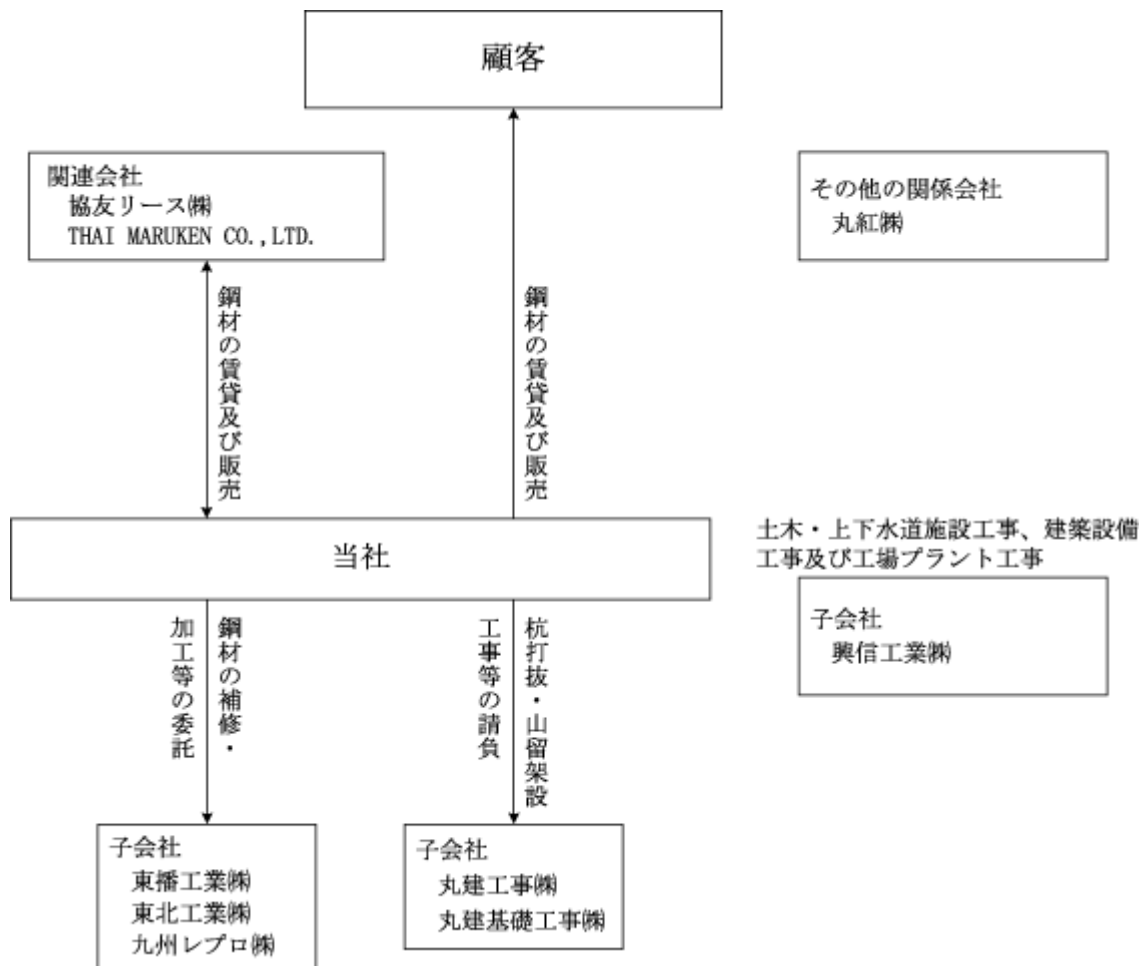 顧客
関連会社
協友リース㈱
THAI MARUKEN CO.,LTD.
その他の関係会社
丸紅㈱
鋼材の賃貸及び販売
鋼材の賃貸及び販売
当社
土木・上下水道施設工事、建築設備
工事及び工場プラント工事
子会社
興信工業㈱
鋼材の補修・
加工等の委託
杭打抜・山留架設
工事等の請負
子会社
東播工業㈱
東北工業㈱
九州レプロ㈱
子会社
丸建工事㈱
丸建基礎工事㈱